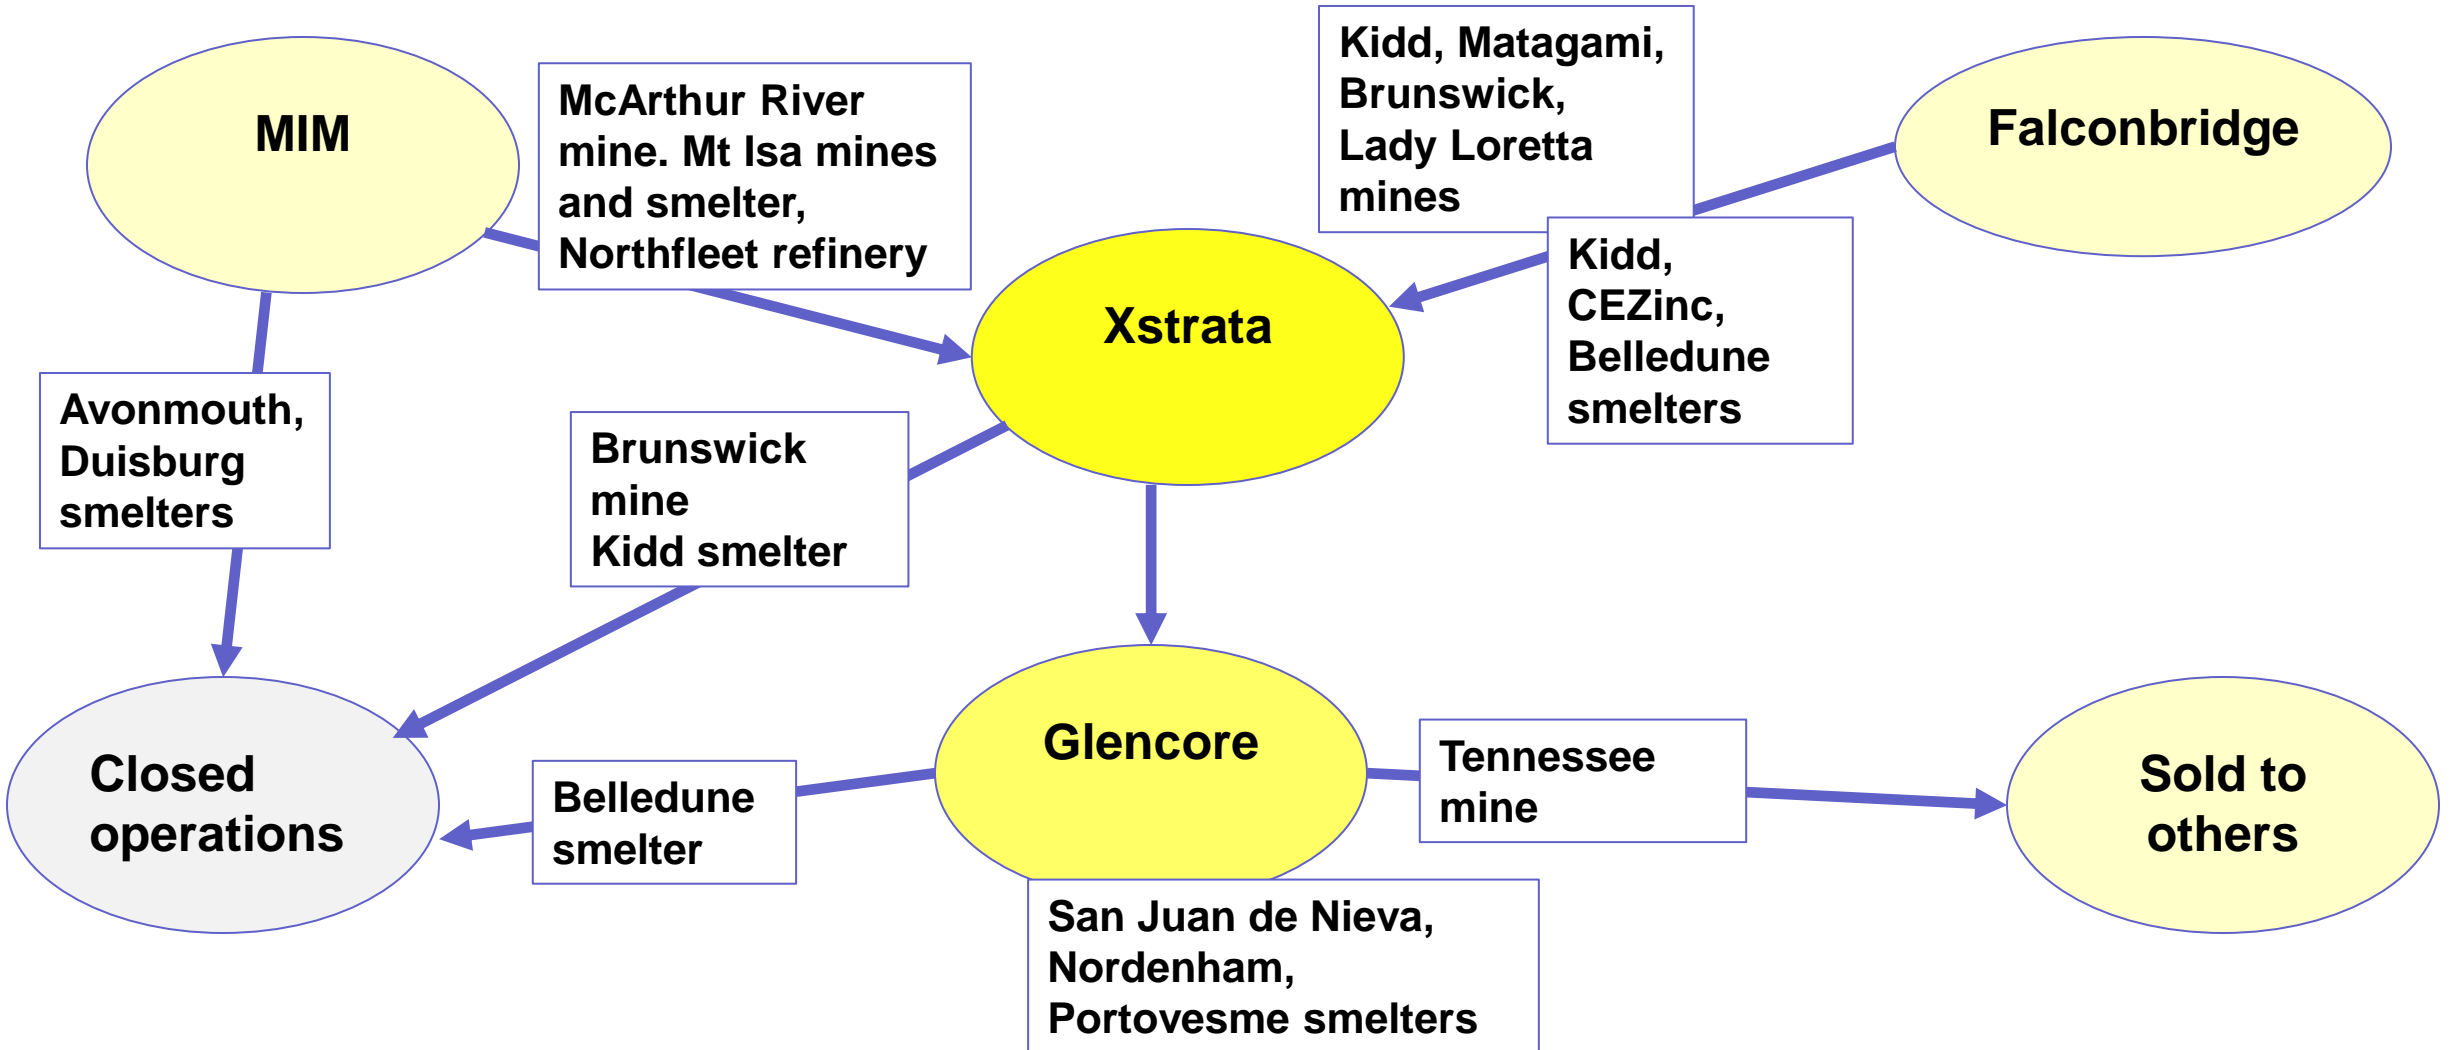 MIM
McArthur River
mine. Mt Isa mines
and smelter,
Northfleet refinery
Kidd, Matagami,
Brunswick,
Lady Loretta
mines
Falconbridge
Kidd,
CEZinc,
Belledune
smelters
Xstrata
Avonmouth,
Duisburg
smelters
Brunswick
mine
Kidd smelter
Closed
operations
Belledune
smelter
Glencore
Tennessee
mine
Sold to
others
San Juan de Nieva,
Nordenham,
Portovesme smelters